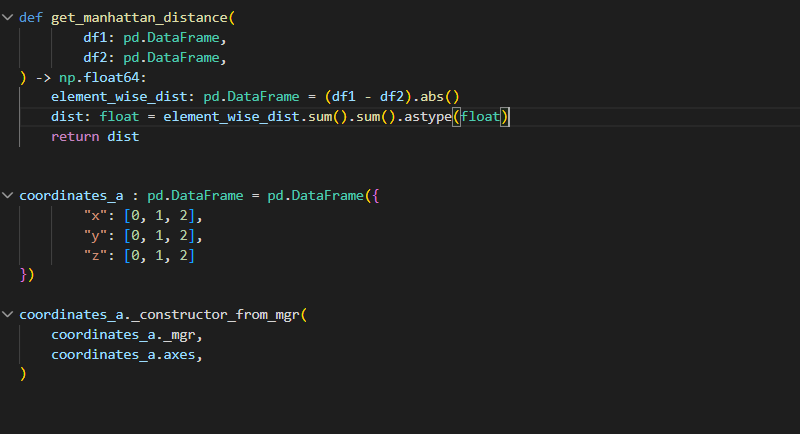 def get_manhattan_distance(
        df1: pd.DataFrame,
        df2: pd.DataFrame,
) -> np.float64:
    element_wise_dist: pd.DataFrame = (df1 - df2).abs()
    dist: float = element_wise_dist.sum().sum().astype(float)
    return dist
coordinates_a : pd.DataFrame = pd.DataFrame({
        "x": [0, 1, 2],
        "y": [0, 1, 2],
        "z": [0, 1, 2]
})
coordinates_a._constructor_from_mgr(
    coordinates_a._mgr,
    coordinates_a.axes,
)